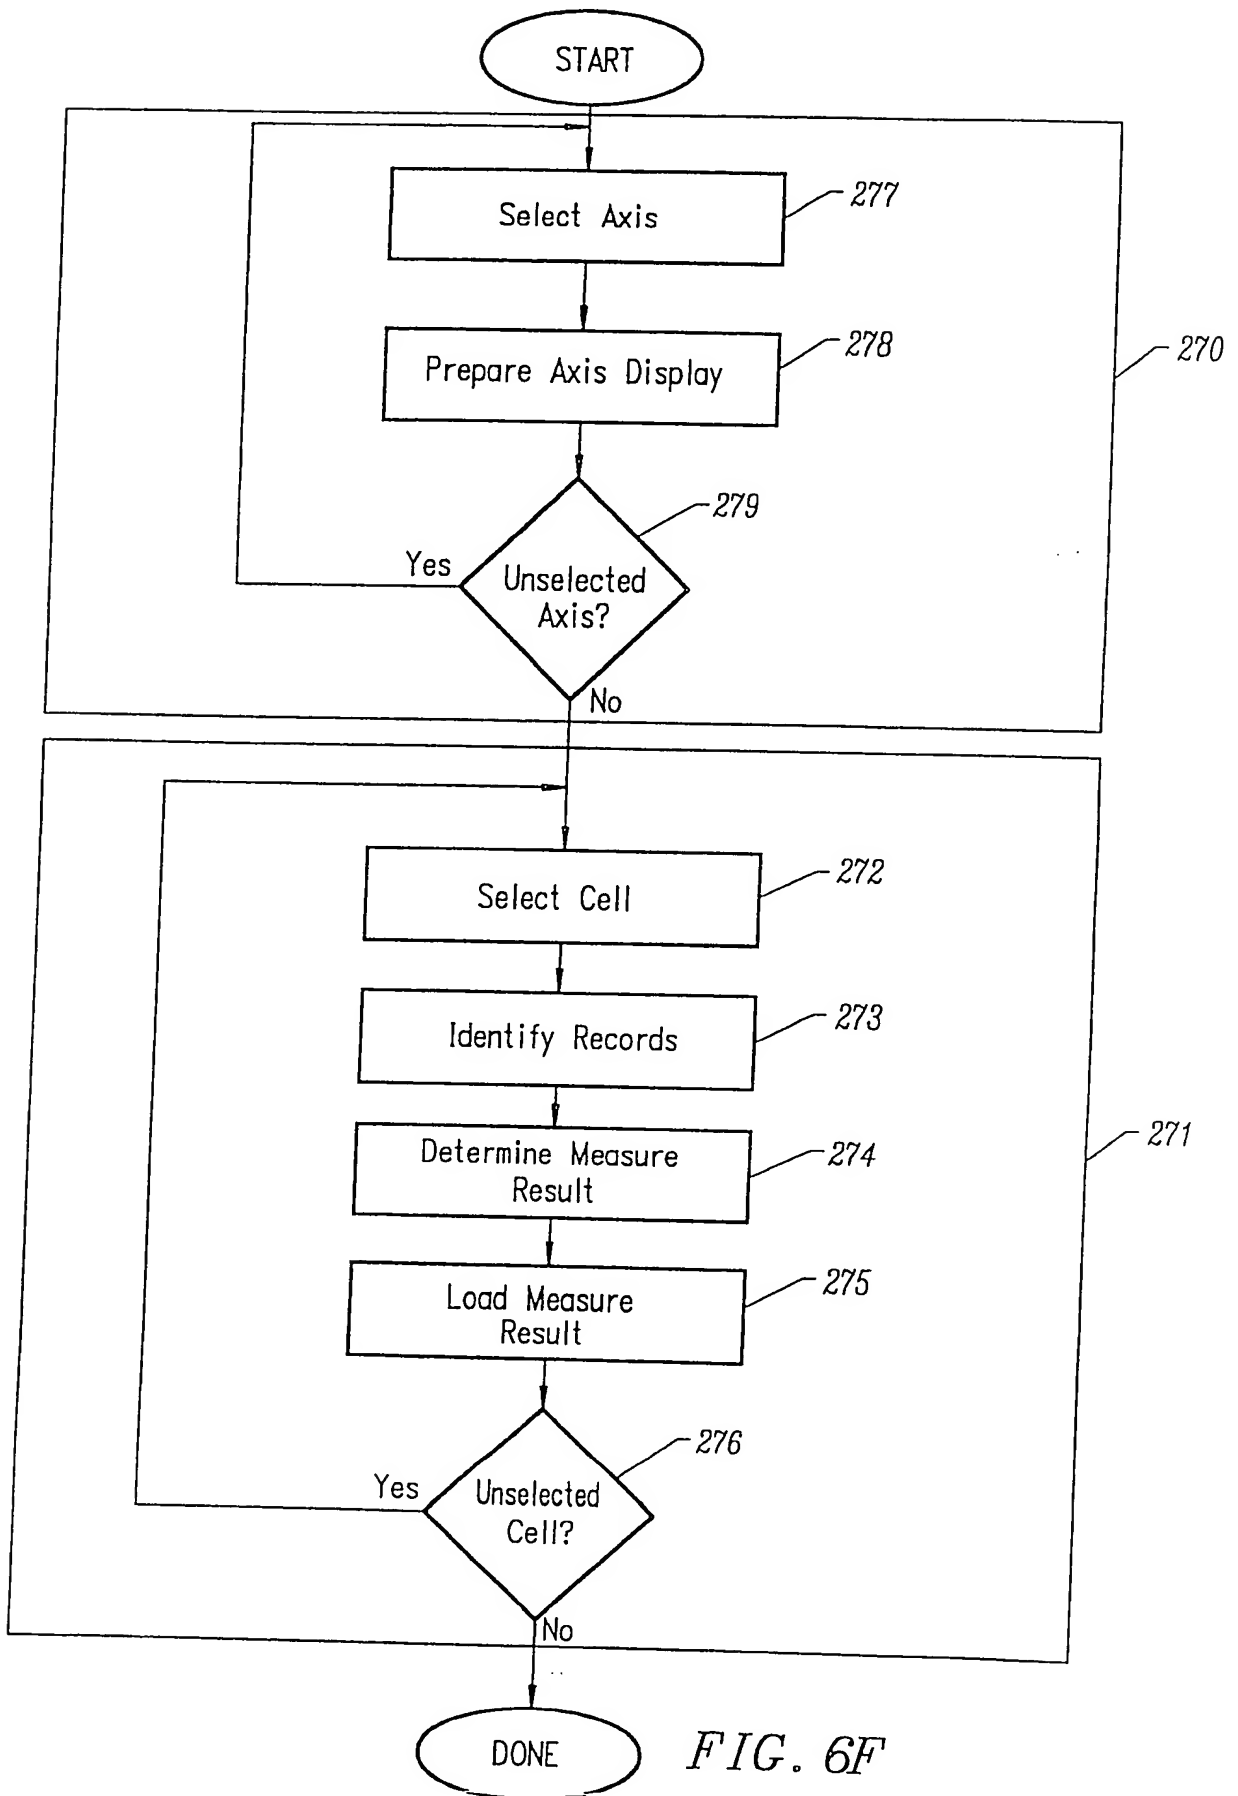 START
Select Axis
277
Prepare Axis Display
278
270
Unselected
Axis?
279
Yes
No
Select Cell
272
Identify Records
273
Determine Measure
Result
274
271
Load Measure
Result
275
Unselected
Cell?
276
Yes
No
DONE
FIG. 6F